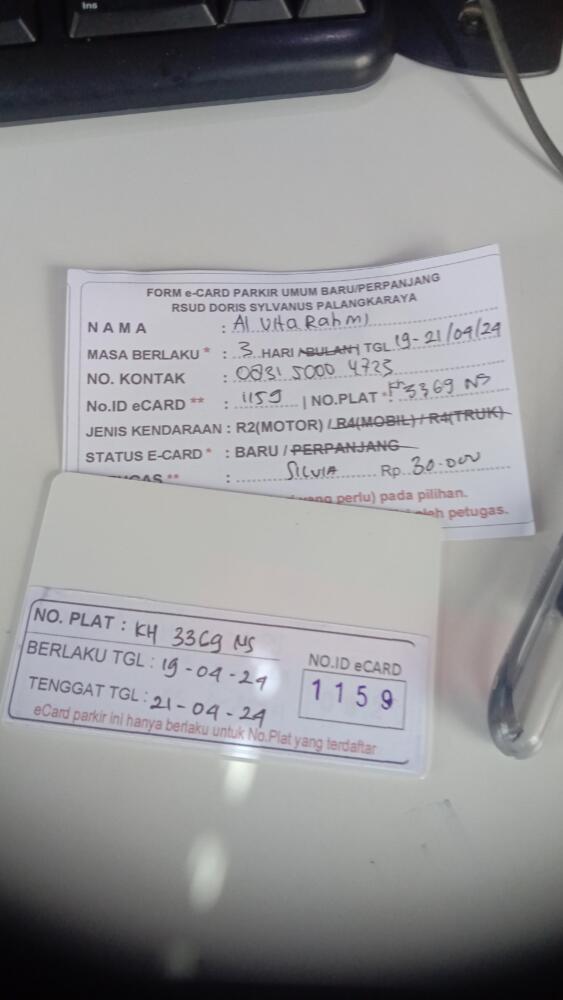 Ins
FORM e-CARD PARKIR UMUM BARU/PERPANJANG
RSUD DORIS SYLVANUS PALANGKARAYA
NAMA : Al Vita Rahmi
MASA BERLAKU * : 3 HARI /BULAN| TGL 19-21/04/24
NO. KONTAK : 0831 5000 4723
No.ID eCARD ** : 1159 | NO.PLAT * KH 3369 NS
JENIS KENDARAAN : R2(MOTOR) / R4(MOBIL) / R4(TRUK)
STATUS E-CARD * : BARU / PERPANJANG
** : SILVIA Rp. 30.000
yang perlu) pada pilihan.
oleh petugas.
NO. PLAT : KH 3369 NS
BERLAKU TGL : 19-04-24
TENGGAT TGL : 21-04-24
NO.ID eCARD
1159
eCard parkir ini hanya berlaku untuk No.Plat yang terdaftar